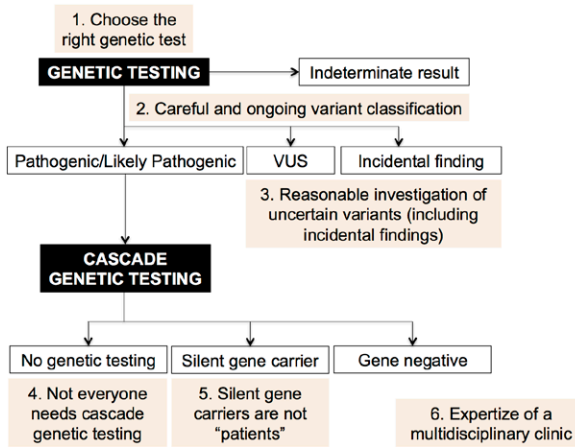 1. Choose the
right genetic test
GENETIC TESTING
Indeterminate result
2. Careful and ongoing variant classification
Pathogenic/Likely Pathogenic
VUS
Incidental finding
3. Reasonable investigation of
uncertain variants (including
incidental findings)
CASCADE
GENETIC TESTING
No genetic testing
Silent gene carrier
Gene negative
4. Not everyone
needs cascade
genetic testing
5. Silent gene
carriers are not
“patients”
6. Expertize of a
multidisciplinary clinic